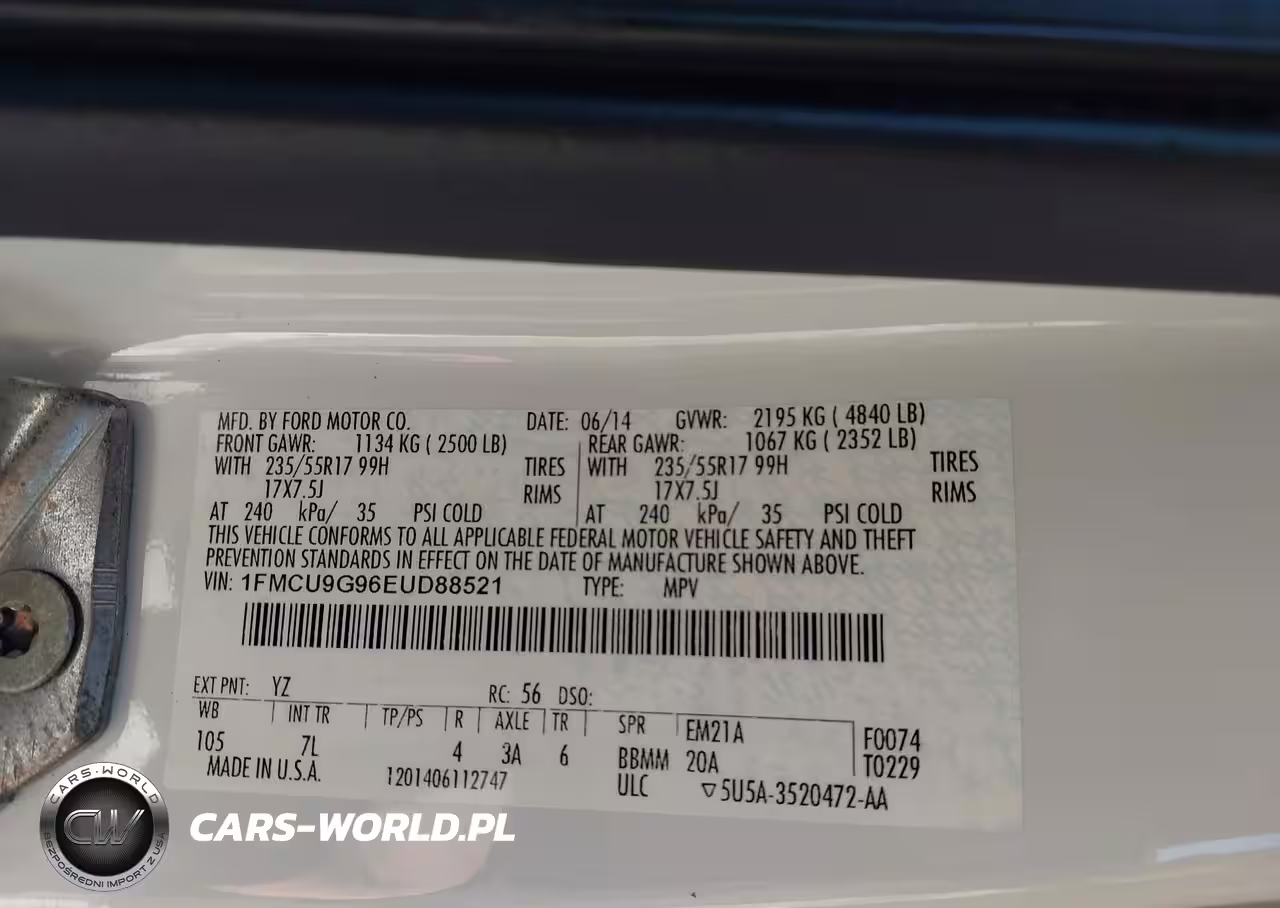 MFD. BY FORD MOTOR CO. DATE: 06/14 GVWR: 2195 KG ( 4840 LB)
FRONT GAWR: 1134 KG ( 2500 LB) REAR GAWR: 1067 KG ( 2352 LB)
WITH 235/55R17 99H TIRES WITH 235/55R17 99H TIRES
17X7.5J RIMS 17X7.5J RIMS
AT 240 kPa/ 35 PSI COLD AT 240 kPa/ 35 PSI COLD
THIS VEHICLE CONFORMS TO ALL APPLICABLE FEDERAL MOTOR VEHICLE SAFETY AND THEFT
PREVENTION STANDARDS IN EFFECT ON THE DATE OF MANUFACTURE SHOWN ABOVE.
VIN: 1FMCU9G96EUD88521 TYPE: MPV
EXT PNT: YZ RC: 56 DSO:
WB INT TR TP/PS R AXLE TR SPR EM21A F0074
105 7L 4 3A 6 BBMM 20A T0229
MADE IN U.S.A. 1201406112747 ULC ▽5U5A-3520472-AA
CARS-WORLD
CW
BEZPOŚREDNI IMPORT Z USA
CARS-WORLD.PL